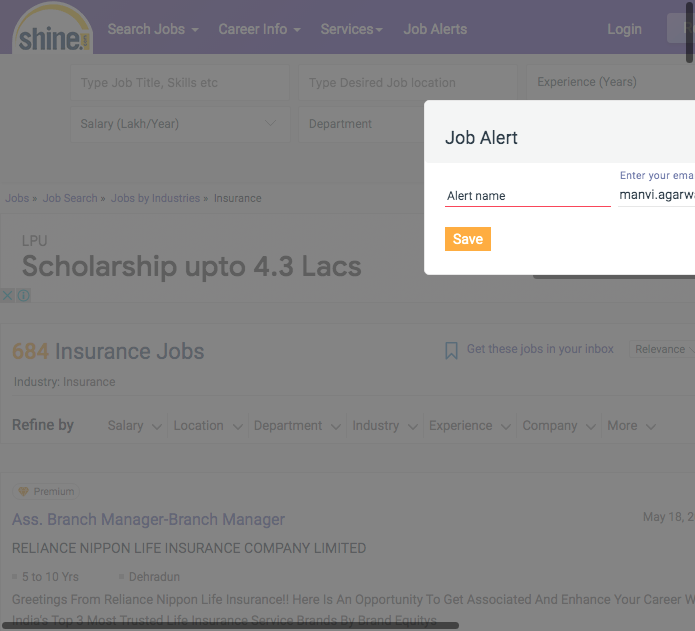 shine.
Search Jobs
Career Info
Services
Job Alerts
Login
Type Job Title, Skills etc
Type Desired Job location
Experience (Years)
Salary (Lakh/Year)
Department
Job Alert
Enter your emai
Alert name
manvi.agarwa
Save
Jobs » Job Search » Jobs by Industries » Insurance
LPU
Scholarship upto 4.3 Lacs
684 Insurance Jobs
Get these jobs in your inbox
Relevance
Industry: Insurance
Refine by
Salary
Location
Department
Industry
Experience
Company
More
Premium
Ass. Branch Manager-Branch Manager
May 18, 2
RELIANCE NIPPON LIFE INSURANCE COMPANY LIMITED
5 to 10 Yrs
Dehradun
Greetings From Reliance Nippon Life Insurance!! Here Is An Opportunity To Get Associated And Enhance Your Career W
India's Top 3 Most Trusted Life Insurance Service Brands By Brand Equitys